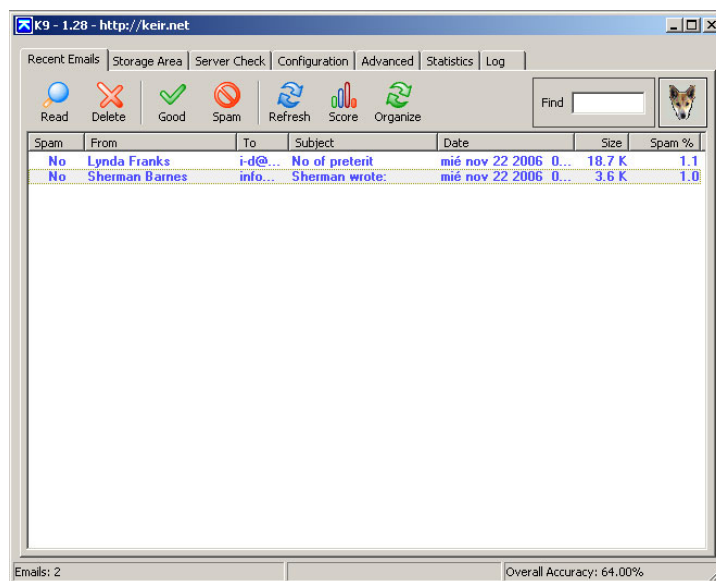 K9 - 1.28 - http://keir.net
Recent Emails Storage Area Server Check Configuration Advanced Statistics Log
Read Delete Good Spam Refresh Score Organize Find
Spam From To Subject Date Size Spam %
No Lynda Franks i-d@... No of preterit mié nov 22 2006 0... 18.7 K 1.1
No Sherman Barnes info... Sherman wrote: mié nov 22 2006 0... 3.6 K 1.0
Emails: 2 Overall Accuracy: 64.00%